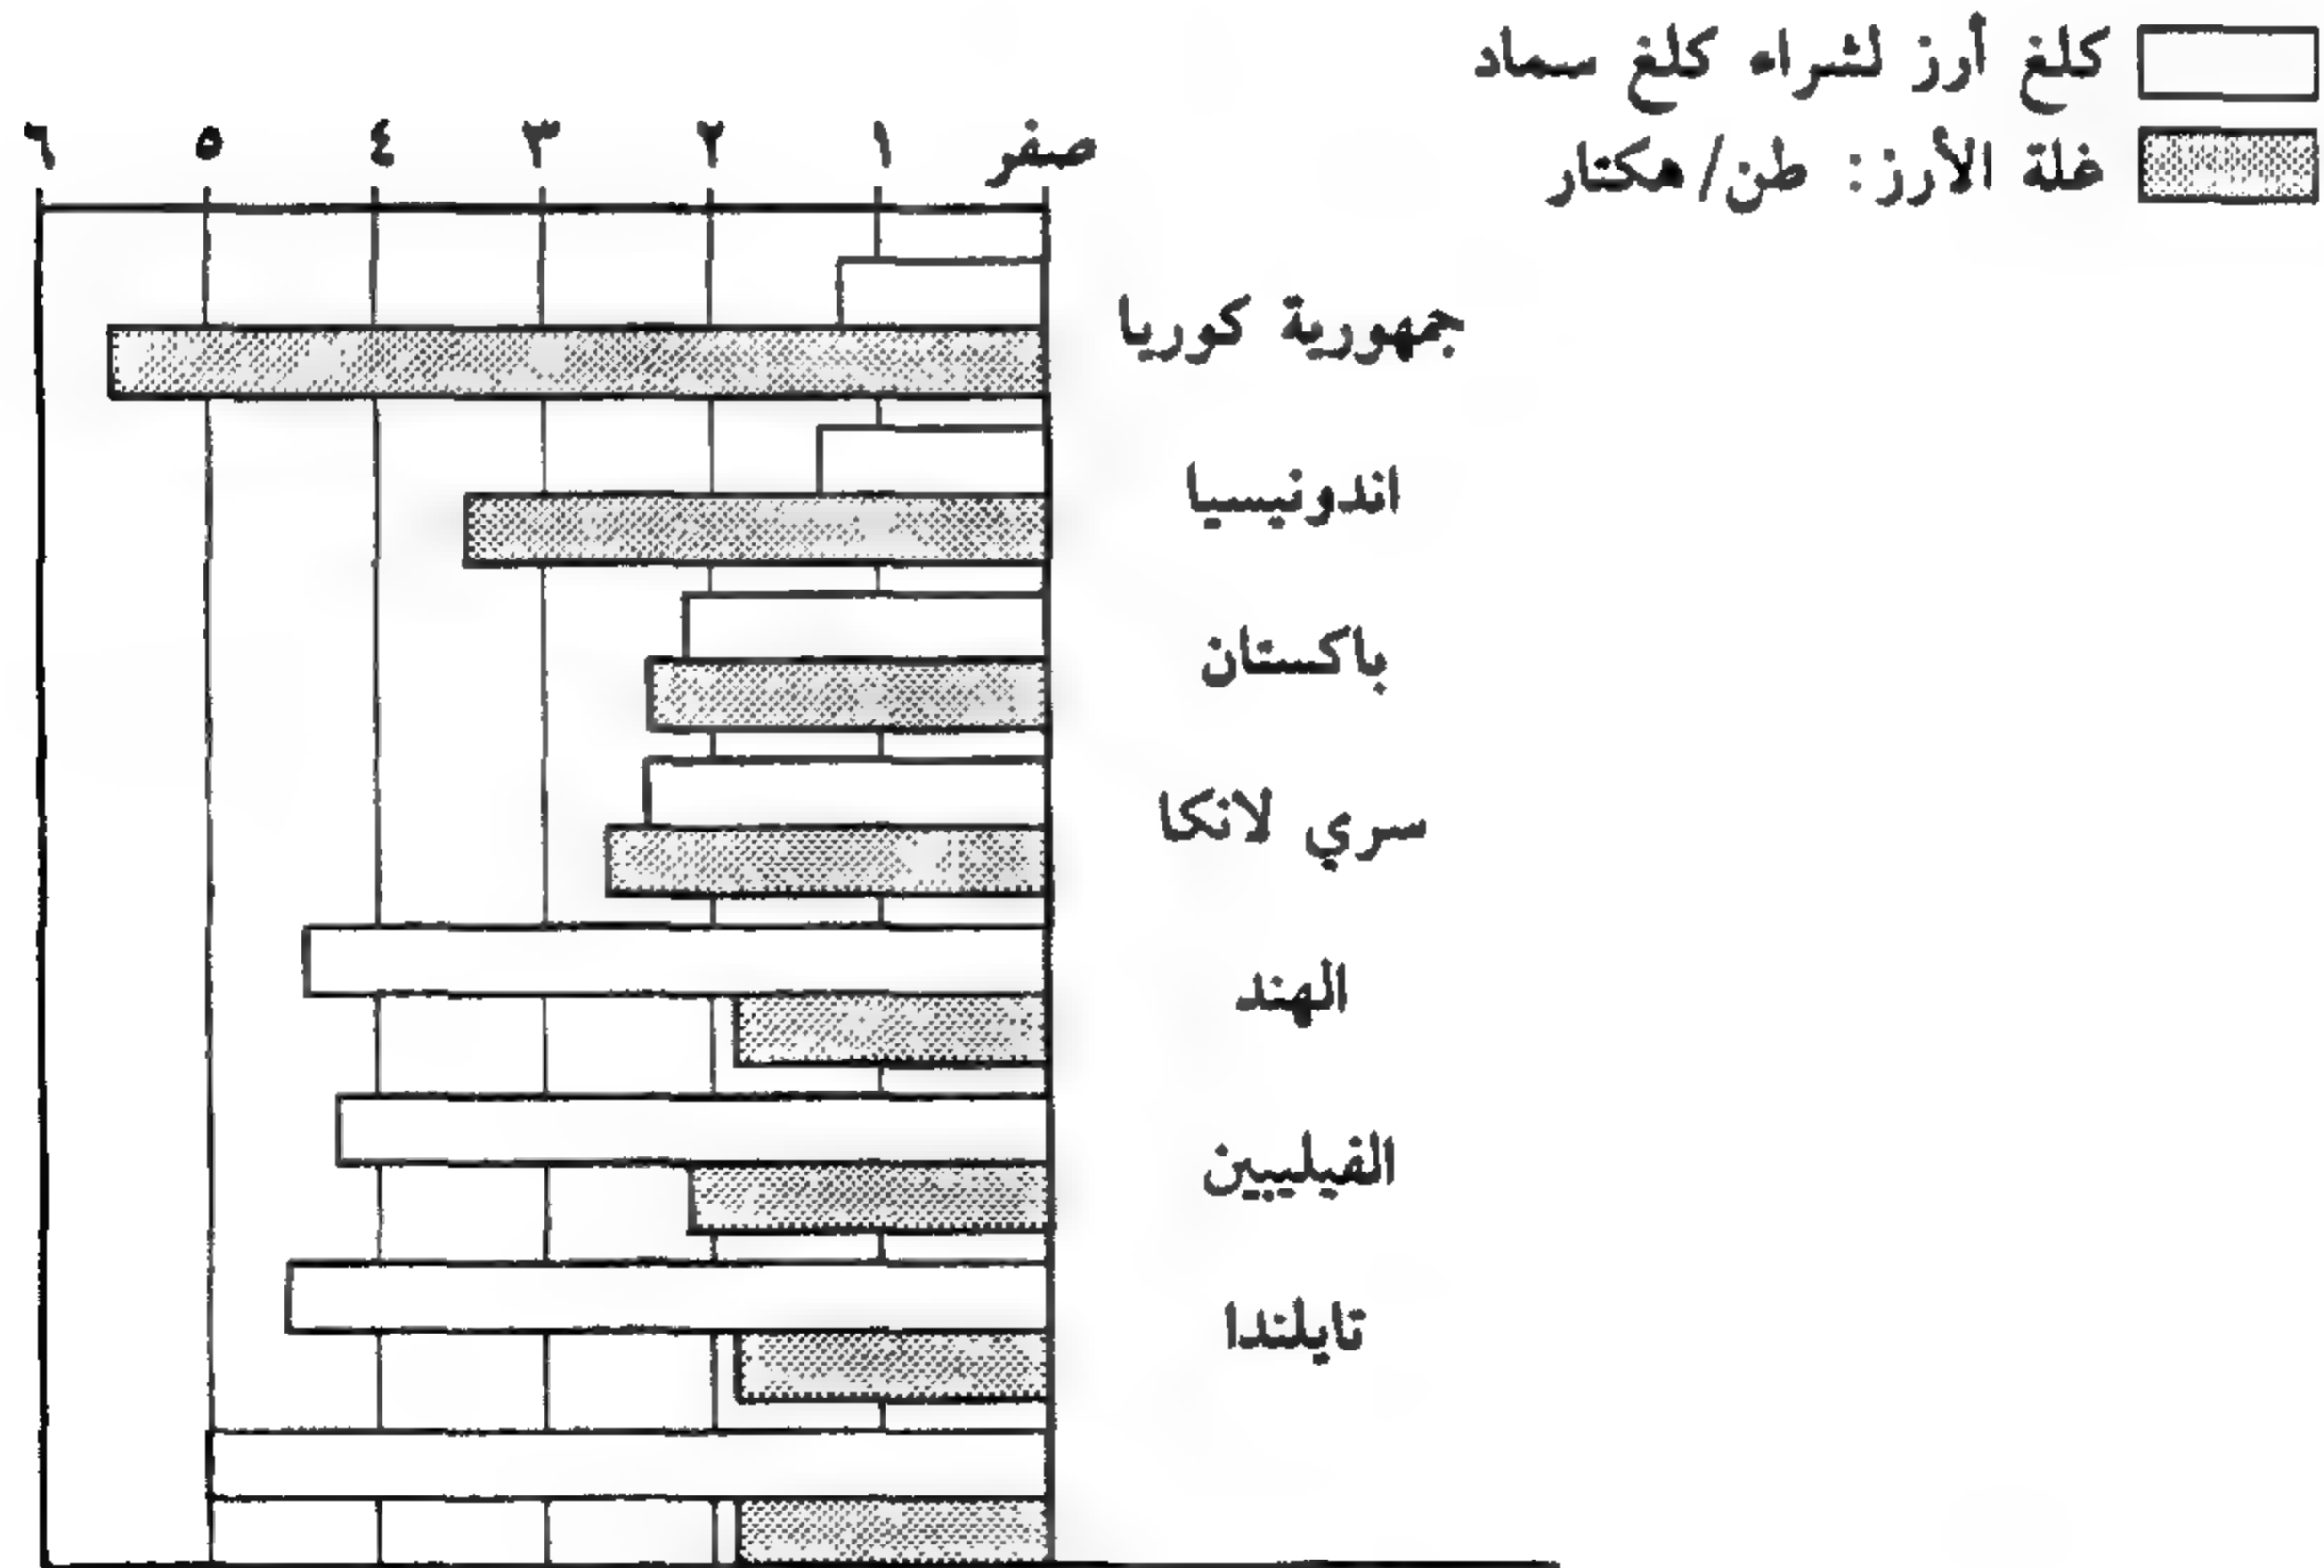 كلغ أرز لشراء كلغ سماد
غلة الأرز: طن/هكتار
صفر ١ ٢ ٣ ٤ ٥ ٦
جمهورية كوريا
اندونيسيا
باكستان
سري لانكا
الهند
الفيليبين
تايلندا